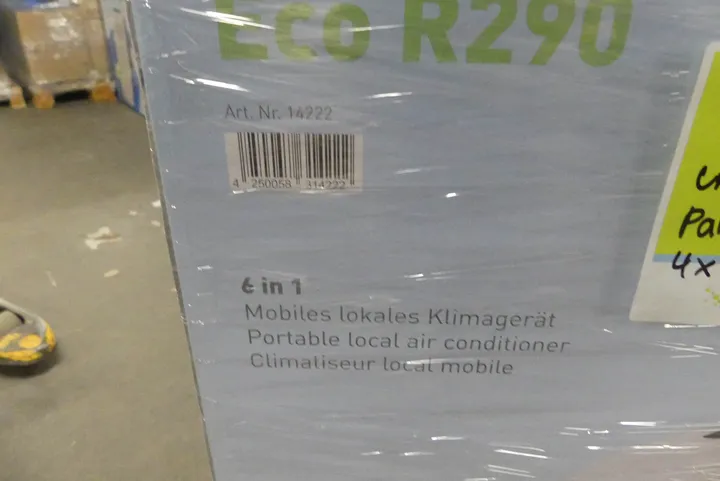 Eco R290
Art. Nr. 14222
4 250058 314222
6 in 1
Mobiles lokales Klimagerät
Portable local air conditioner
Climatiseur local mobile
4x